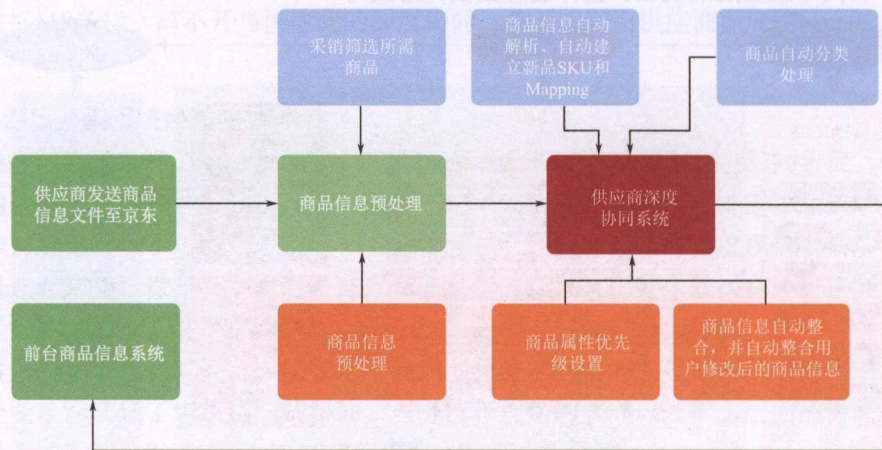 采销筛选所需
商品
商品信息自动
解析、自动建
立新品SKU和
Mapping
商品自动分类
处理
供应商发送商品
信息文件至京东
商品信息预处理
供应商深度
协同系统
前台商品信息系统
商品信息
预处理
商品属性优先
级设置
商品信息自动整
合，并自动整合用
户修改后的商品信息